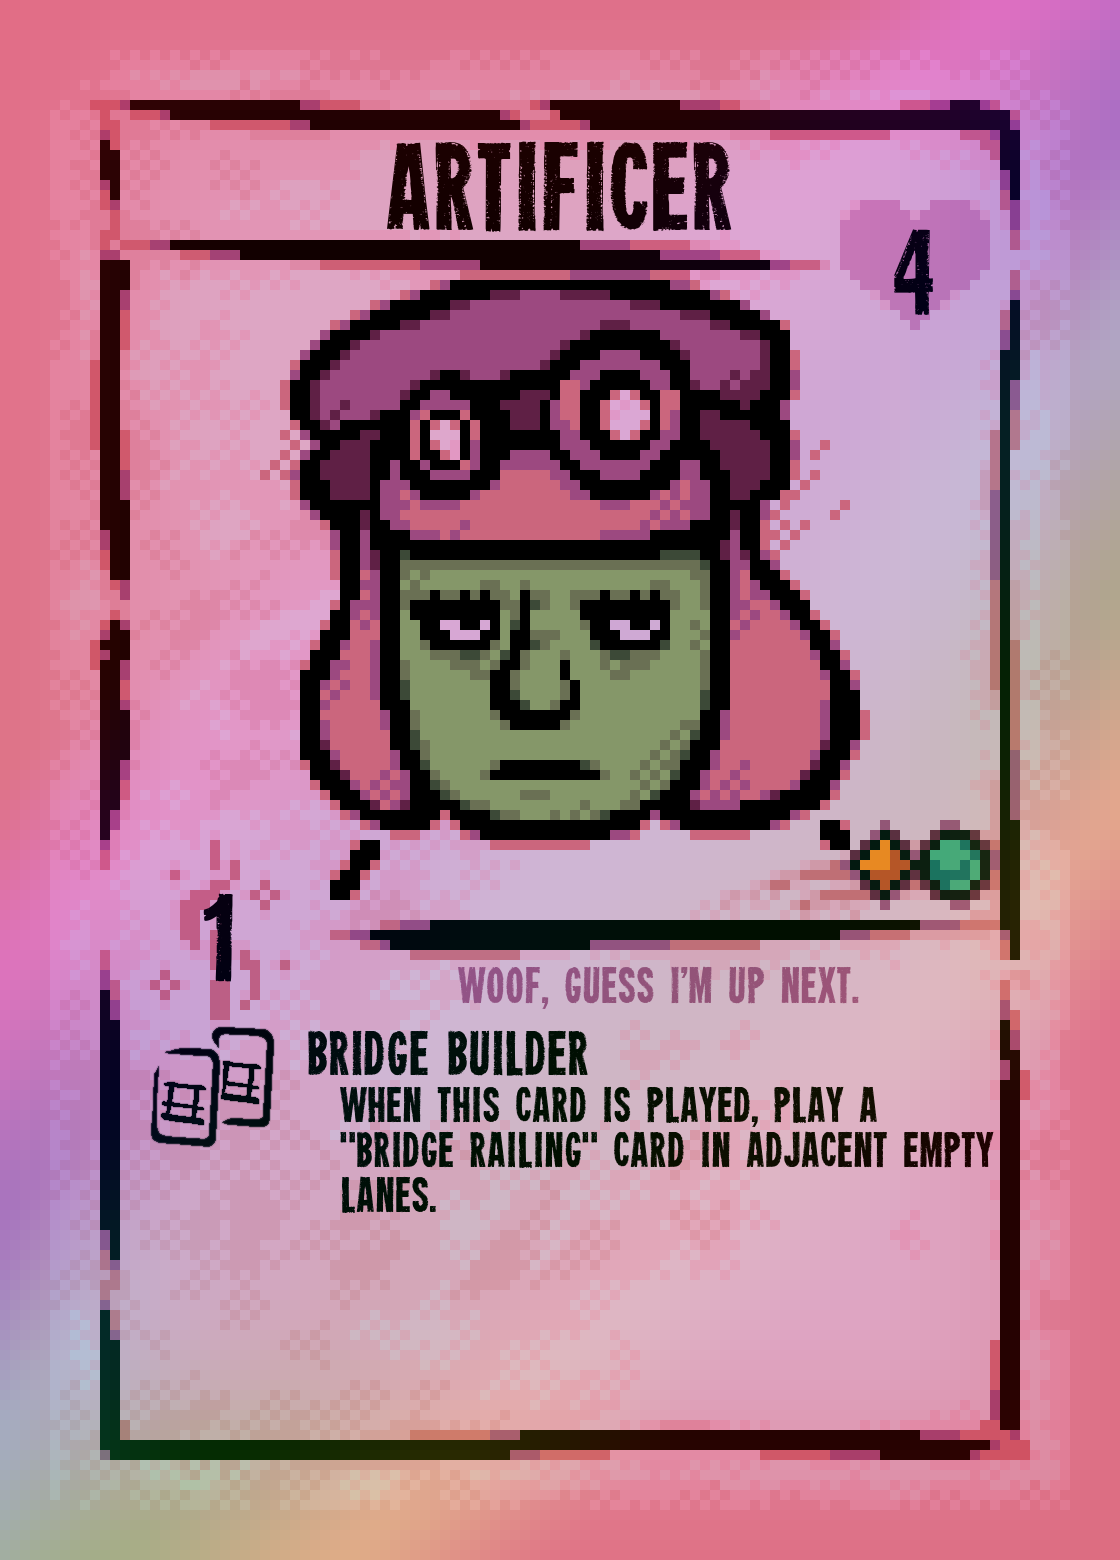 ARTIFICER
4
1
WOOF, GUESS I'M UP NEXT.
BRIDGE BUILDER
WHEN THIS CARD IS PLAYED, PLAY A
"BRIDGE RAILING" CARD IN ADJACENT EMPTY
LANES.